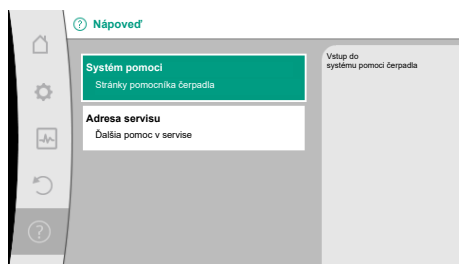 Nápoveď
Systém pomoci
Stránky pomocníka čerpadla
Adresa servisu
Ďalšia pomoc v servise
Vstup do
systému pomoci čerpadla